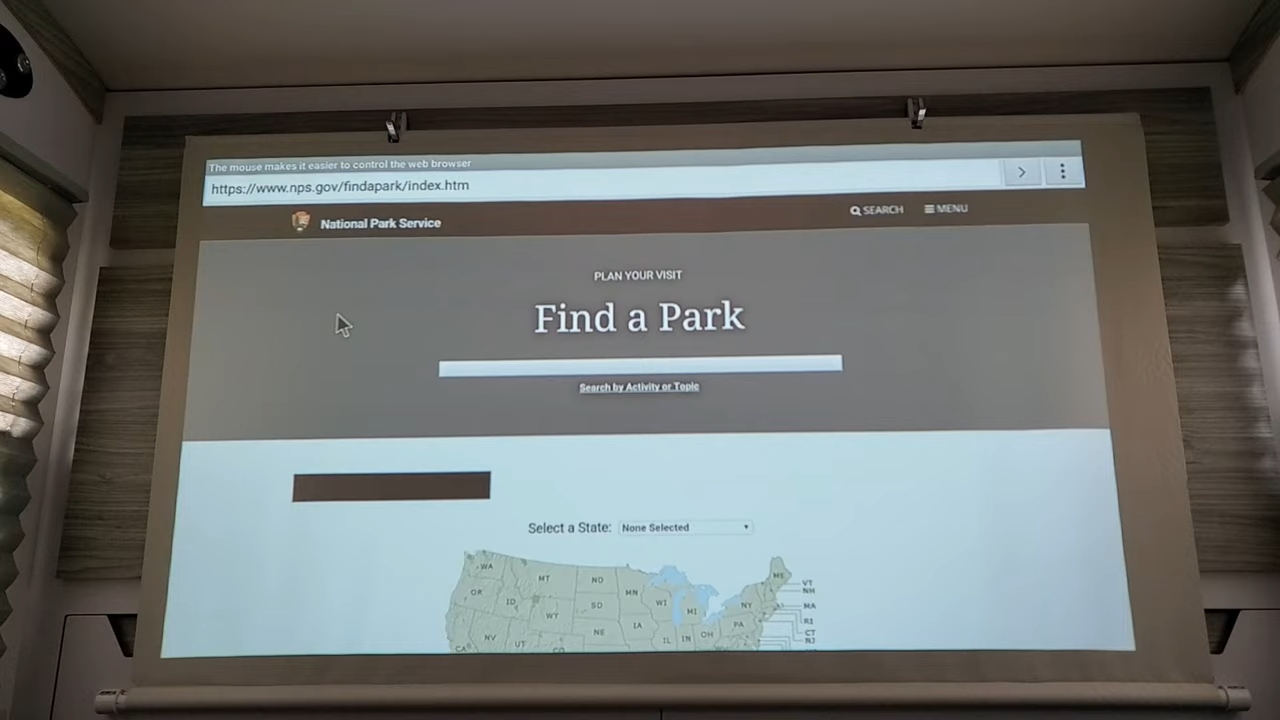 The mouse makes it easier to control the web browser
https://www.nps.gov/findapark/index.htm
National Park Service
SEARCH
MENU
PLAN YOUR VISIT
Find a Park
Search by Activity or Topic
Select a State: None Selected
WA
MT
ND
MN
OR
ID
SD
WI
MI
NY
ME
VT
NH
MA
WY
IA
PA
RI
NV
UT
NE
IL
IN
OH
CT
NJ
CA
CO